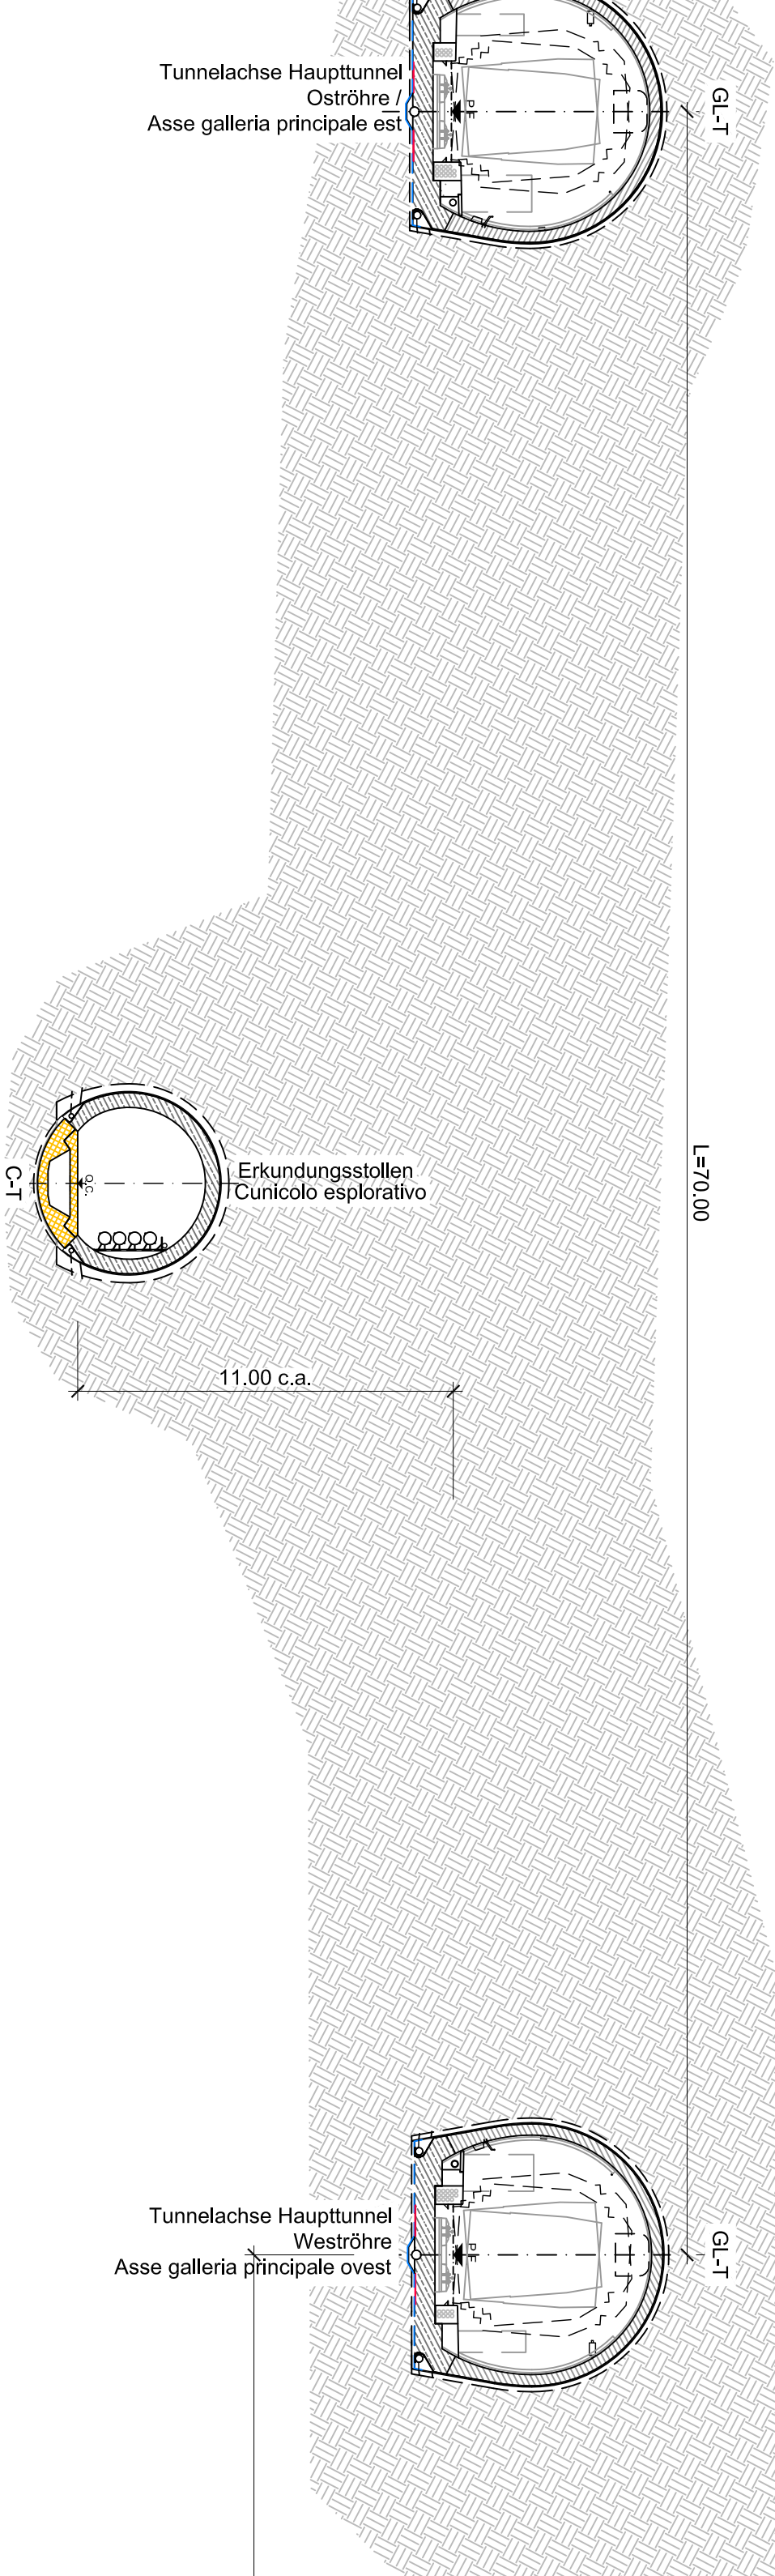 Tunnelachse Haupttunnel
Oströhre /
Asse galleria principale est
P.F.
GL-T
L=70.00
Erkundungsstollen
Cunicolo esplorativo
Q.C.
C-T
11.00 c.a.
Tunnelachse Haupttunnel
Weströhre
Asse galleria principale ovest
P.F.
GL-T